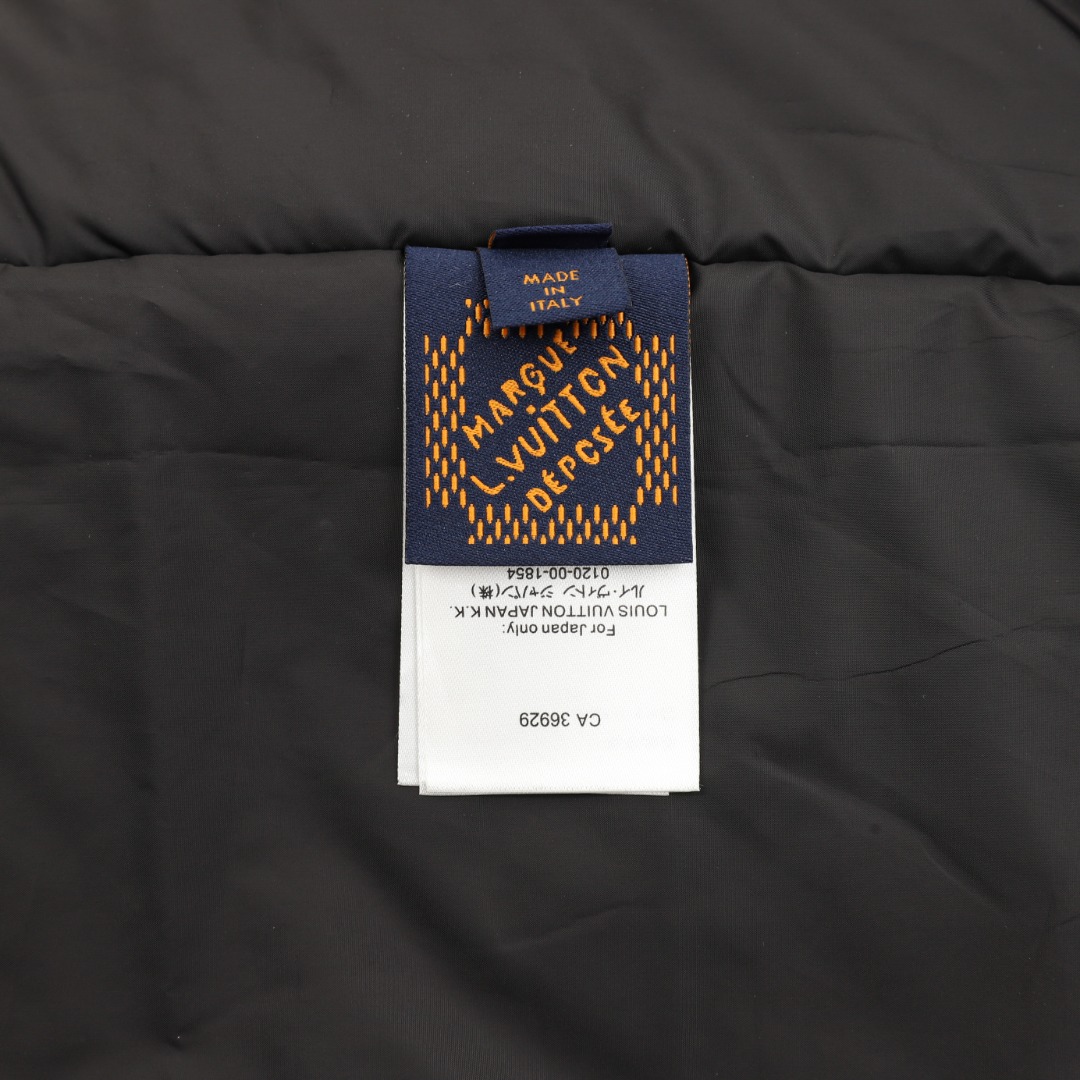 MADE
IN
ITALY
MARQUE
L.VUITTON
DÉPOSÉE
CA 36929
For Japan only:
LOUIS VUITTON JAPAN K.K.
ルイ・ヴィトン ジャパン(株)
0120-00-1854